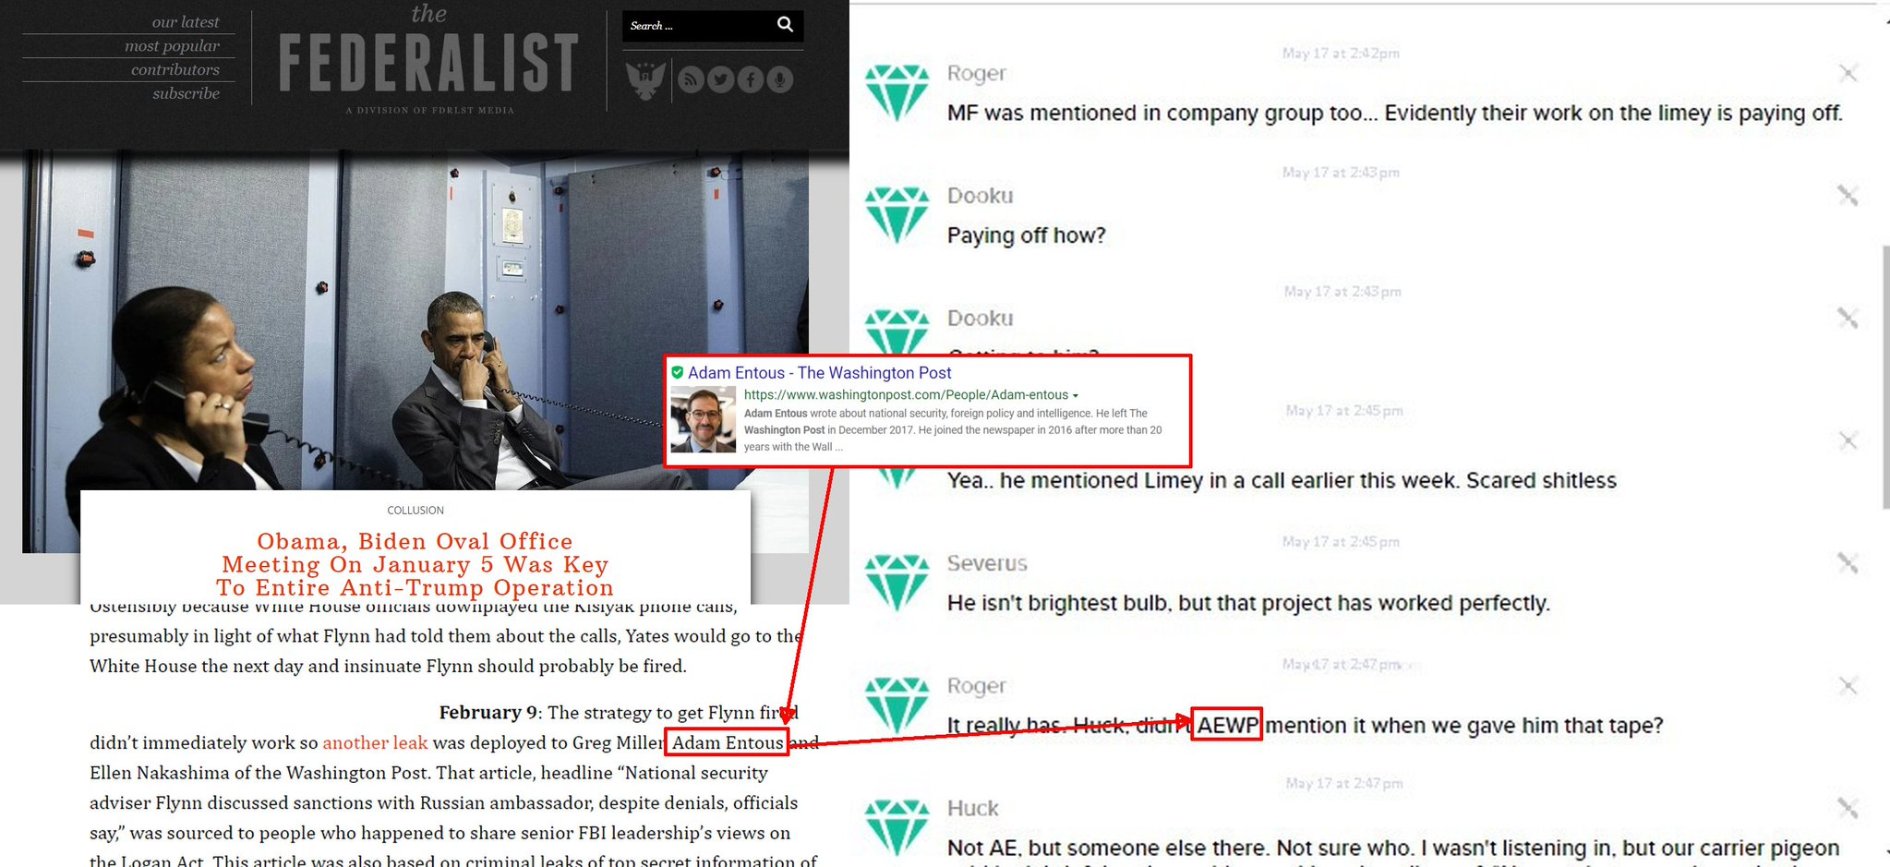 our latest
most popular
contributors
subscribe
the
FEDERALIST
A DIVISION OF FDRLST MEDIA
Search ...
COLLUSION
Obama, Biden Oval Office
Meeting On January 5 Was Key
To Entire Anti-Trump Operation
Ostensibly because White House officials downplayed the Kislyak phone calls,
presumably in light of what Flynn had told them about the calls, Yates would go to the
White House the next day and insinuate Flynn should probably be fired.
February 9: The strategy to get Flynn fired
didn't immediately work so another leak was deployed to Greg Miller Adam Entous and
Ellen Nakashima of the Washington Post. That article, headline “National security
adviser Flynn discussed sanctions with Russian ambassador, despite denials, officials
say,” was sourced to people who happened to share senior FBI leadership's views on
the Logan Act. This article was also based on criminal leaks of top secret information of
Adam Entous - The Washington Post
https://www.washingtonpost.com/People/Adam-entous
Adam Entous wrote about national security, foreign policy and intelligence. He left The
Washington Post in December 2017. He joined the newspaper in 2016 after more than 20
years with the Wall ...
May 17 at 2:42pm
Roger
MF was mentioned in company group too... Evidently their work on the limey is paying off.
May 17 at 2:43pm
Dooku
Paying off how?
May 17 at 2:43pm
Dooku
Getting to him?
May 17 at 2:45pm
Yea.. he mentioned Limey in a call earlier this week. Scared shitless
May 17 at 2:45pm
Severus
He isn't brightest bulb, but that project has worked perfectly.
May 17 at 2:47pm
Roger
It really has. Huck, didn't AEWP mention it when we gave him that tape?
May 17 at 2:47pm
Huck
Not AE, but someone else there. Not sure who. I wasn't listening in, but our carrier pigeon